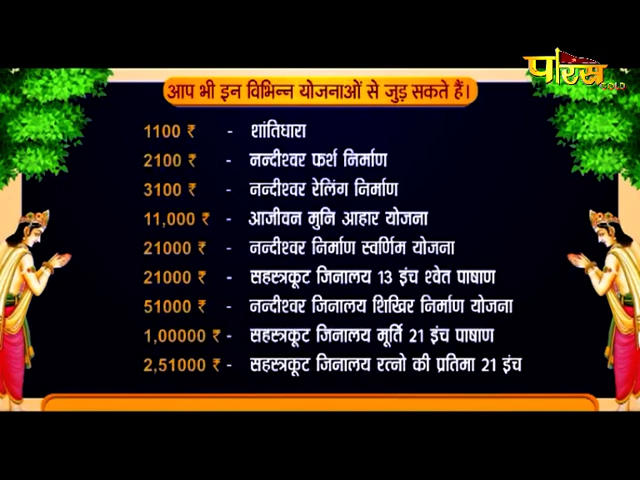 पारस
GOLD
आप भी इन विभिन्न योजनाओं से जुड़ सकते हैं।
1100 ₹ - शांतिधारा
2100 ₹ - नन्दीश्वर फर्श निर्माण
3100 ₹ - नन्दीश्वर रेलिंग निर्माण
11,000 ₹ - आजीवन मुनि आहार योजना
21000 ₹ - नन्दीश्वर निर्माण स्वर्णिम योजना
21000 ₹ - सहस्त्रकूट जिनालय 13 इंच श्वेत पाषाण
51000 ₹ - नन्दीश्वर जिनालय शिखिर निर्माण योजना
1,00000 ₹ - सहस्त्रकूट जिनालय मूर्ति 21 इंच पाषाण
2,51000 ₹ - सहस्त्रकूट जिनालय रत्नो की प्रतिमा 21 इंच